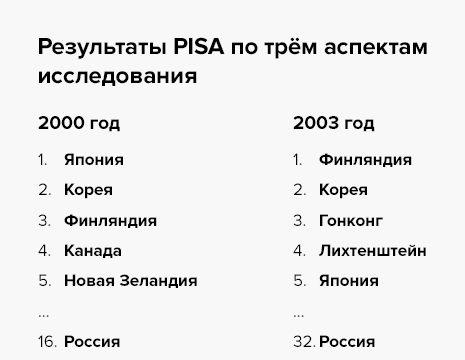 Результаты PISA по трём аспектам
исследования
2000 год
1. Япония
2. Корея
3. Финляндия
4. Канада
5. Новая Зеландия
...
16. Россия
2003 год
1. Финляндия
2. Корея
3. Гонконг
4. Лихтенштейн
5. Япония
...
32. Россия